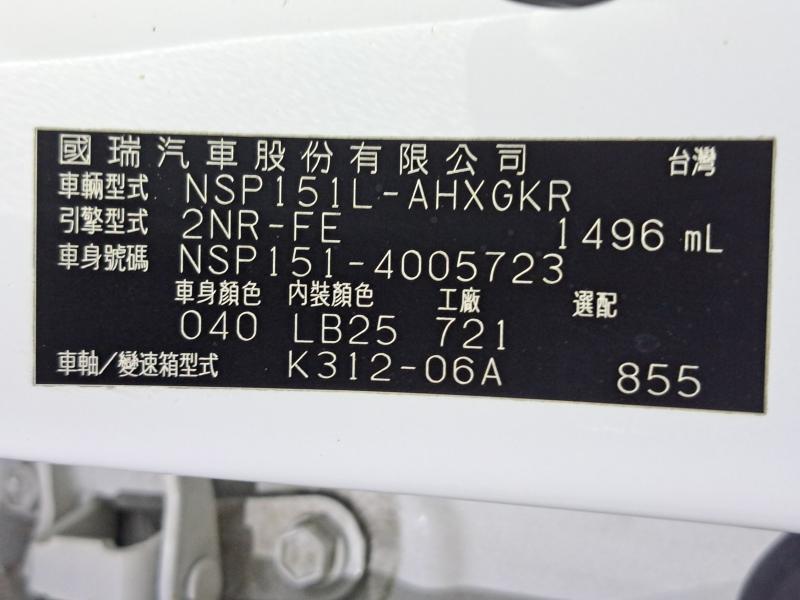 國瑞汽車股份有限公司 台灣
車輛型式 NSP151L-AHXGKR
引擎型式 2NR-FE 1496 mL
車身號碼 NSP151-4005723
車身顏色 內裝顏色 工廠 選配
040 LB25 721
車軸/變速箱型式 K312-06A 855